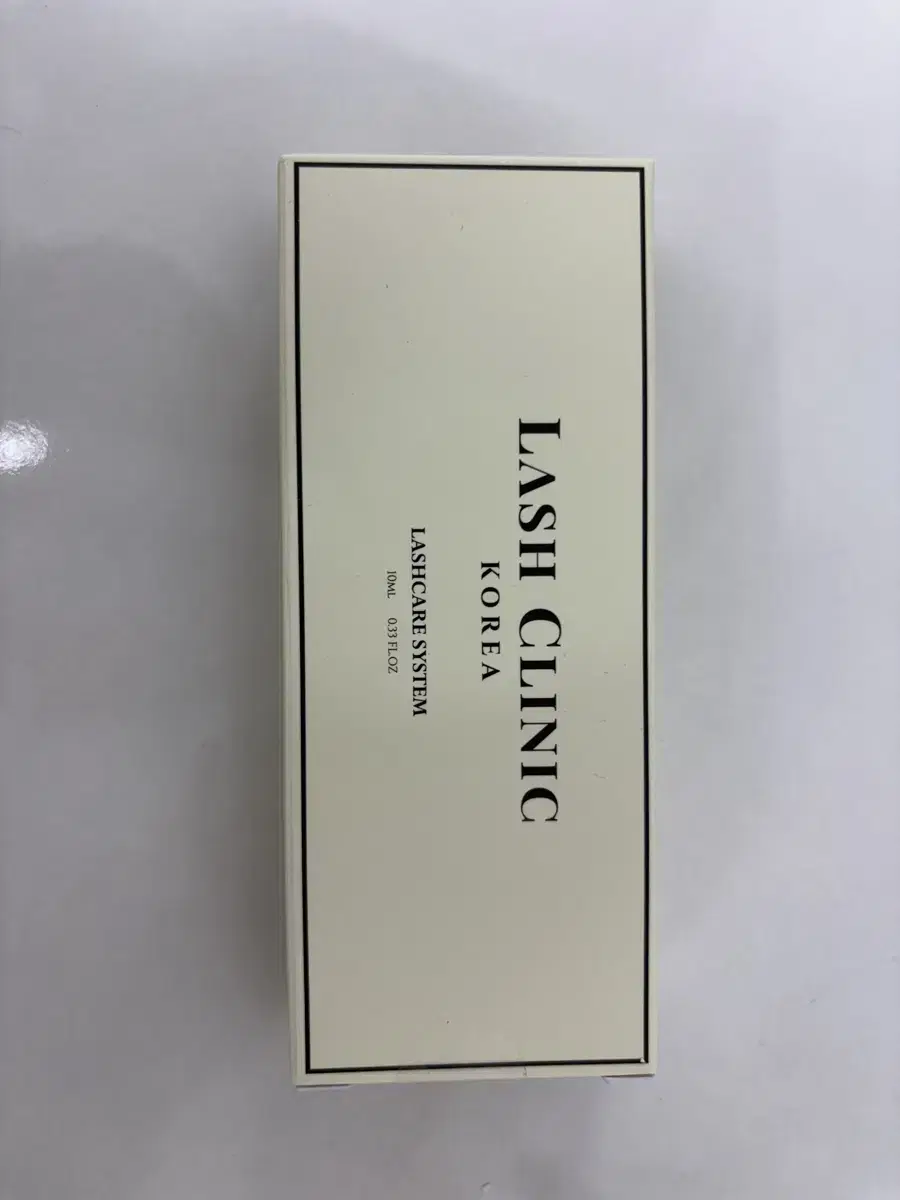 LASH CLINIC
KOREA
LASHCARE SYSTEM
10ML 0.33 FL.OZ